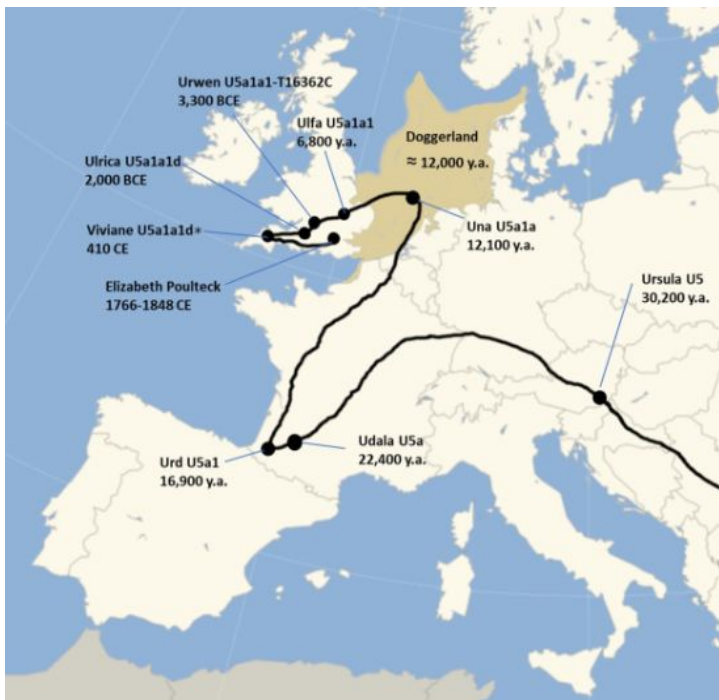 Urwen U5a1a1-T16362C
3,300 BCE
Ulfa U5a1a1
6,800 y.a.
Doggerland
≈ 12,000 y.a.
Ulrica U5a1a1d
2,000 BCE
Viviane U5a1a1d*
410 CE
Una U5a1a
12,100 y.a.
Elizabeth Poulteck
1766-1848 CE
Ursula U5
30,200 y.a.
Udala U5a
22,400 y.a.
Urd U5a1
16,900 y.a.